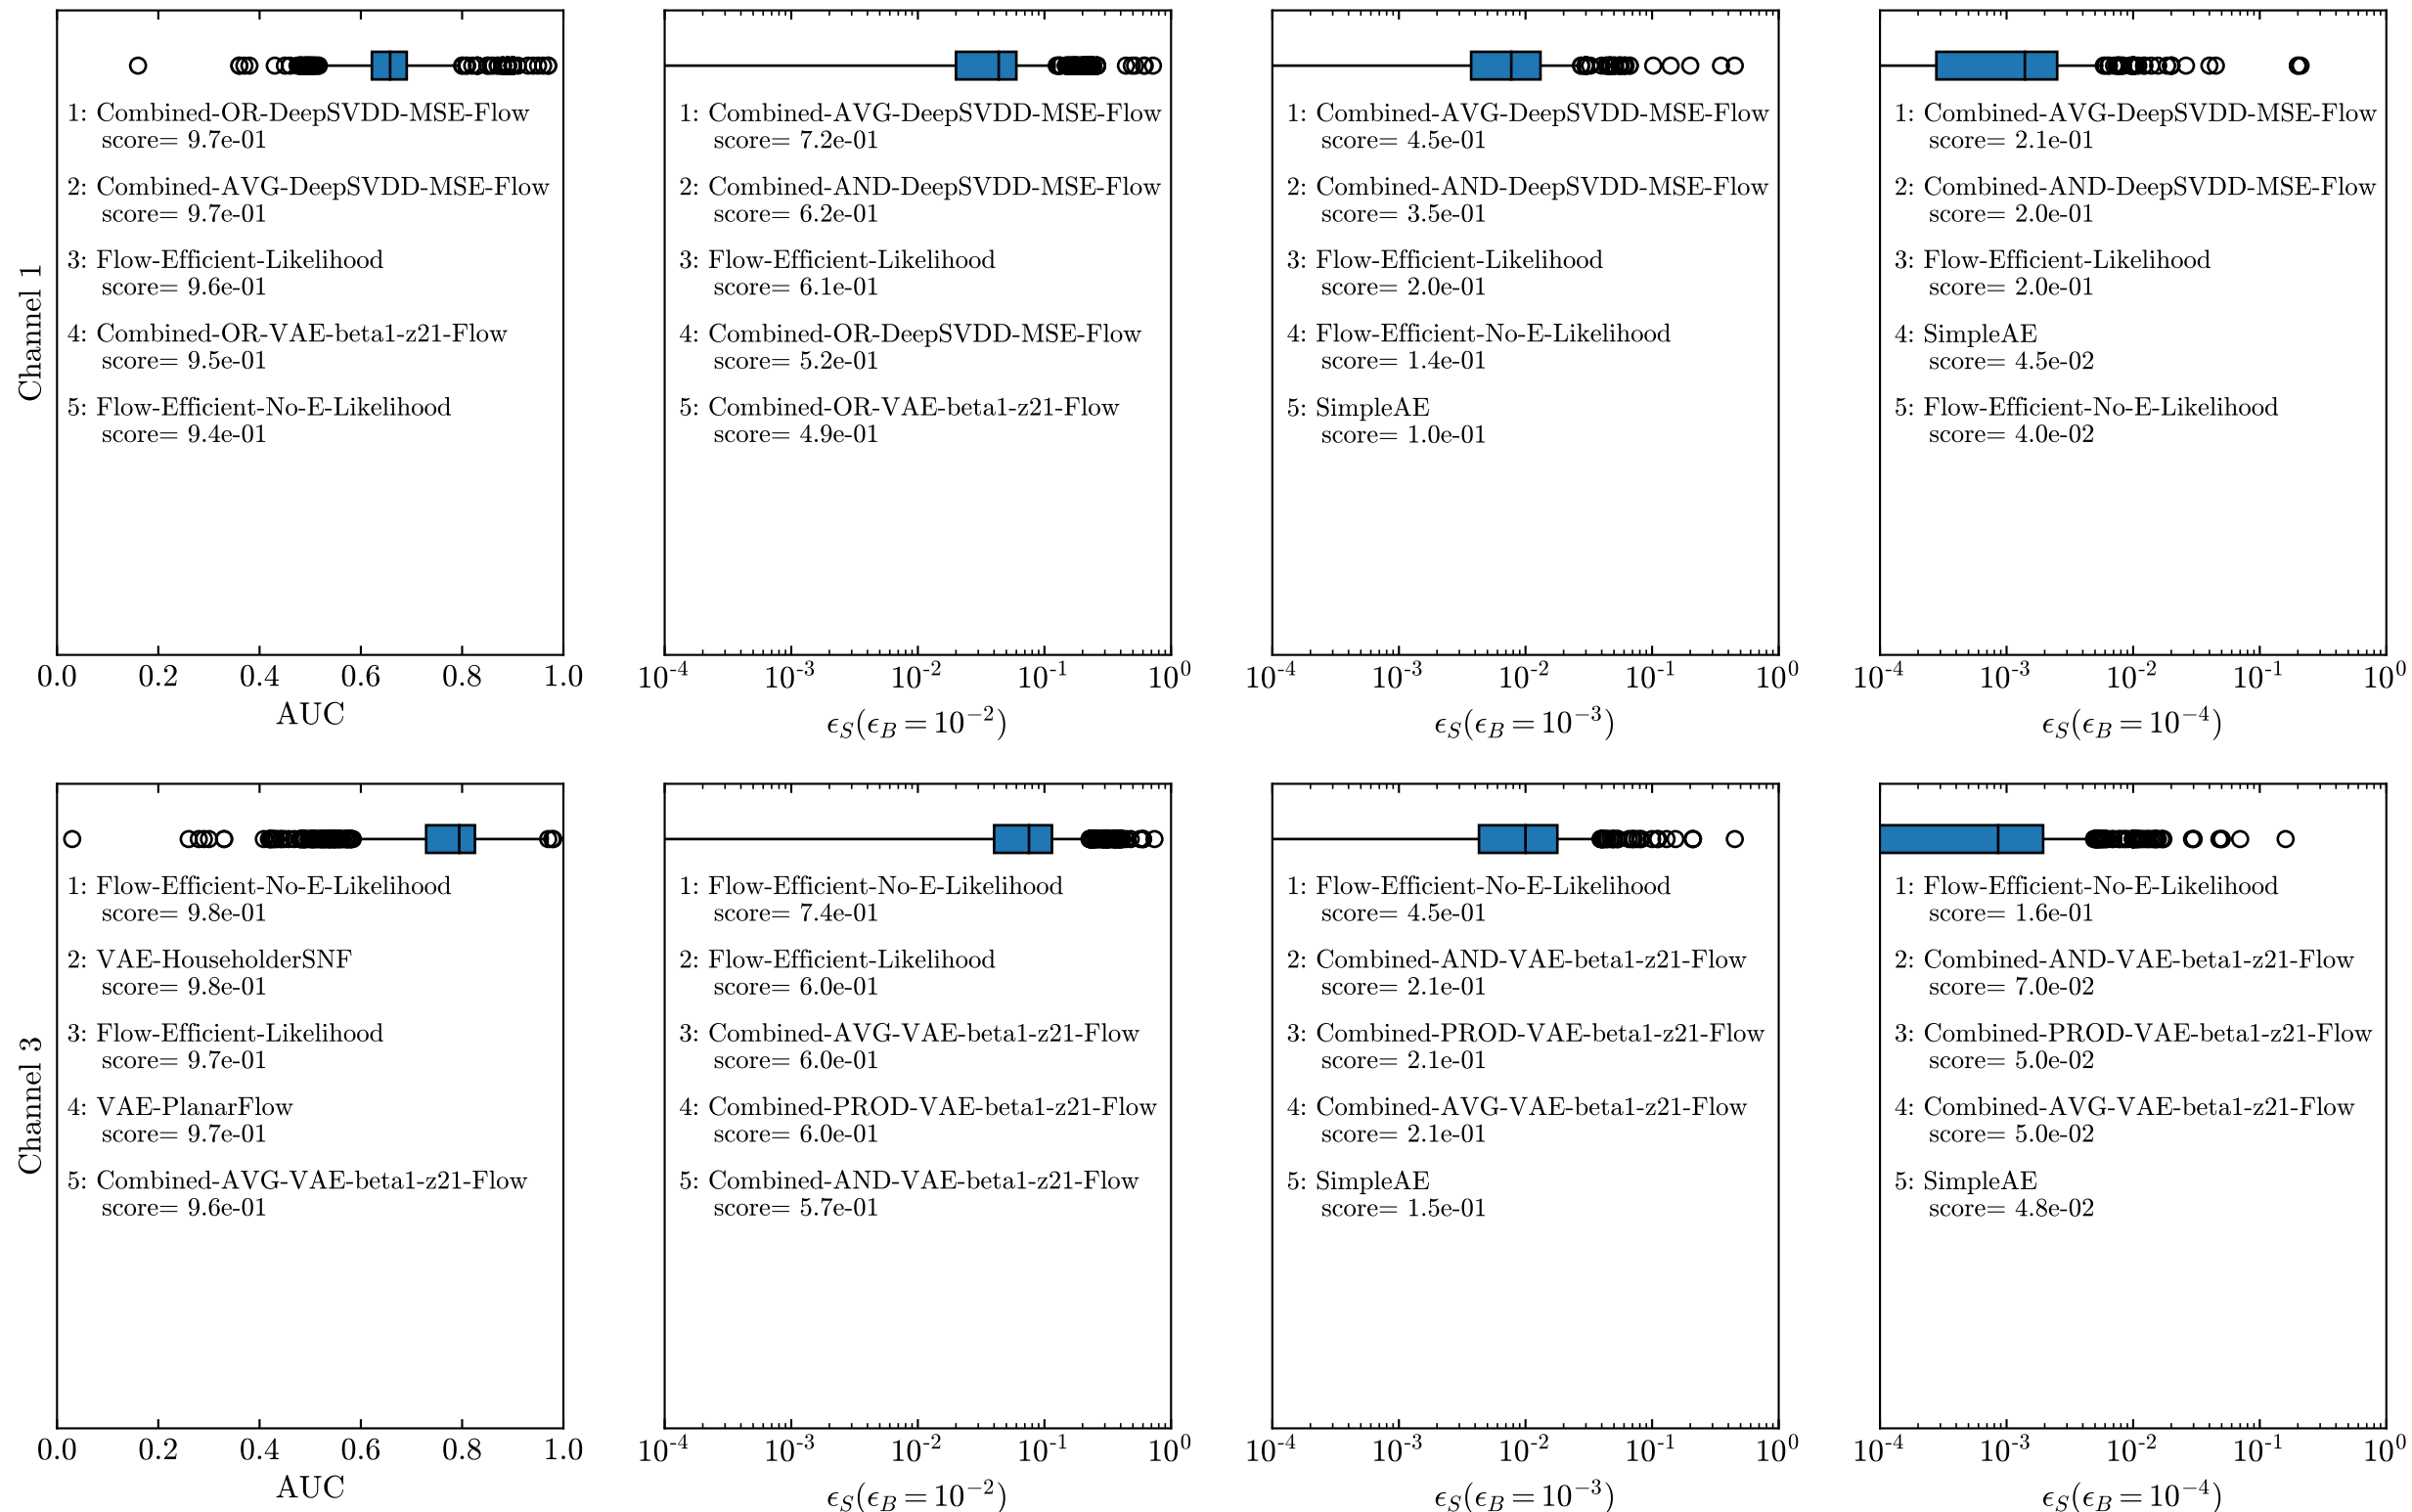 Channel 1
1: Combined-OR-DeepSVDD-MSE-Flow
score= 9.7e-01
2: Combined-AVG-DeepSVDD-MSE-Flow
score= 9.7e-01
3: Flow-Efficient-Likelihood
score= 9.6e-01
4: Combined-OR-VAE-beta1-z21-Flow
score= 9.5e-01
5: Flow-Efficient-No-E-Likelihood
score= 9.4e-01
0.0 0.2 0.4 0.6 0.8 1.0
AUC
1: Combined-AVG-DeepSVDD-MSE-Flow
score= 7.2e-01
2: Combined-AND-DeepSVDD-MSE-Flow
score= 6.2e-01
3: Flow-Efficient-Likelihood
score= 6.1e-01
4: Combined-OR-DeepSVDD-MSE-Flow
score= 5.2e-01
5: Combined-OR-VAE-beta1-z21-Flow
score= 4.9e-01
10^-4 10^-3 10^-2 10^-1 10^0
ϵ_S(ϵ_B = 10^−2)
1: Combined-AVG-DeepSVDD-MSE-Flow
score= 4.5e-01
2: Combined-AND-DeepSVDD-MSE-Flow
score= 3.5e-01
3: Flow-Efficient-Likelihood
score= 2.0e-01
4: Flow-Efficient-No-E-Likelihood
score= 1.4e-01
5: SimpleAE
score= 1.0e-01
10^-4 10^-3 10^-2 10^-1 10^0
ϵ_S(ϵ_B = 10^−3)
1: Combined-AVG-DeepSVDD-MSE-Flow
score= 2.1e-01
2: Combined-AND-DeepSVDD-MSE-Flow
score= 2.0e-01
3: Flow-Efficient-Likelihood
score= 2.0e-01
4: SimpleAE
score= 4.5e-02
5: Flow-Efficient-No-E-Likelihood
score= 4.0e-02
10^-4 10^-3 10^-2 10^-1 10^0
ϵ_S(ϵ_B = 10^−4)
Channel 3
1: Flow-Efficient-No-E-Likelihood
score= 9.8e-01
2: VAE-HouseholderSNF
score= 9.8e-01
3: Flow-Efficient-Likelihood
score= 9.7e-01
4: VAE-PlanarFlow
score= 9.7e-01
5: Combined-AVG-VAE-beta1-z21-Flow
score= 9.6e-01
0.0 0.2 0.4 0.6 0.8 1.0
AUC
1: Flow-Efficient-No-E-Likelihood
score= 7.4e-01
2: Flow-Efficient-Likelihood
score= 6.0e-01
3: Combined-AVG-VAE-beta1-z21-Flow
score= 6.0e-01
4: Combined-PROD-VAE-beta1-z21-Flow
score= 6.0e-01
5: Combined-AND-VAE-beta1-z21-Flow
score= 5.7e-01
10^-4 10^-3 10^-2 10^-1 10^0
ϵ_S(ϵ_B = 10^−2)
1: Flow-Efficient-No-E-Likelihood
score= 4.5e-01
2: Combined-AND-VAE-beta1-z21-Flow
score= 2.1e-01
3: Combined-PROD-VAE-beta1-z21-Flow
score= 2.1e-01
4: Combined-AVG-VAE-beta1-z21-Flow
score= 2.1e-01
5: SimpleAE
score= 1.5e-01
10^-4 10^-3 10^-2 10^-1 10^0
ϵ_S(ϵ_B = 10^−3)
1: Flow-Efficient-No-E-Likelihood
score= 1.6e-01
2: Combined-AND-VAE-beta1-z21-Flow
score= 7.0e-02
3: Combined-PROD-VAE-beta1-z21-Flow
score= 5.0e-02
4: Combined-AVG-VAE-beta1-z21-Flow
score= 5.0e-02
5: SimpleAE
score= 4.8e-02
10^-4 10^-3 10^-2 10^-1 10^0
ϵ_S(ϵ_B = 10^−4)